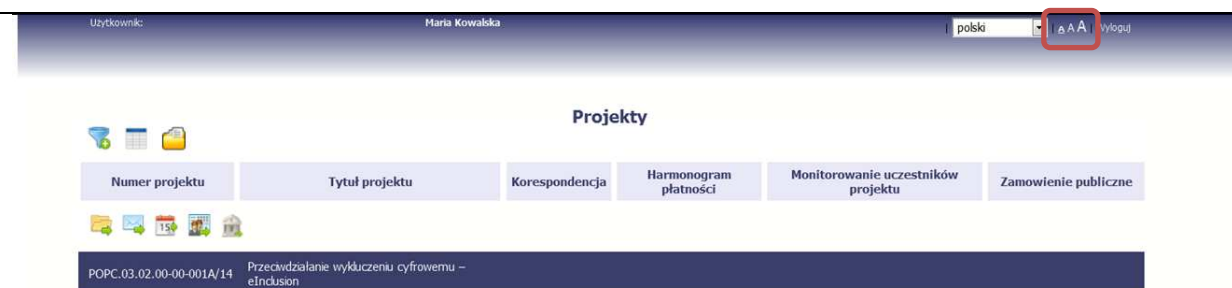 Użytkownik: Maria Kowalska | polski | A A A | Wyloguj
Projekty
Numer projektu Tytuł projektu Korespondencja Harmonogram płatności Monitorowanie uczestników projektu Zamowienie publiczne
15
POPC.03.02.00-00-001A/14 Przeciwdziałanie wykluczeniu cyfrowemu –
eInclusion